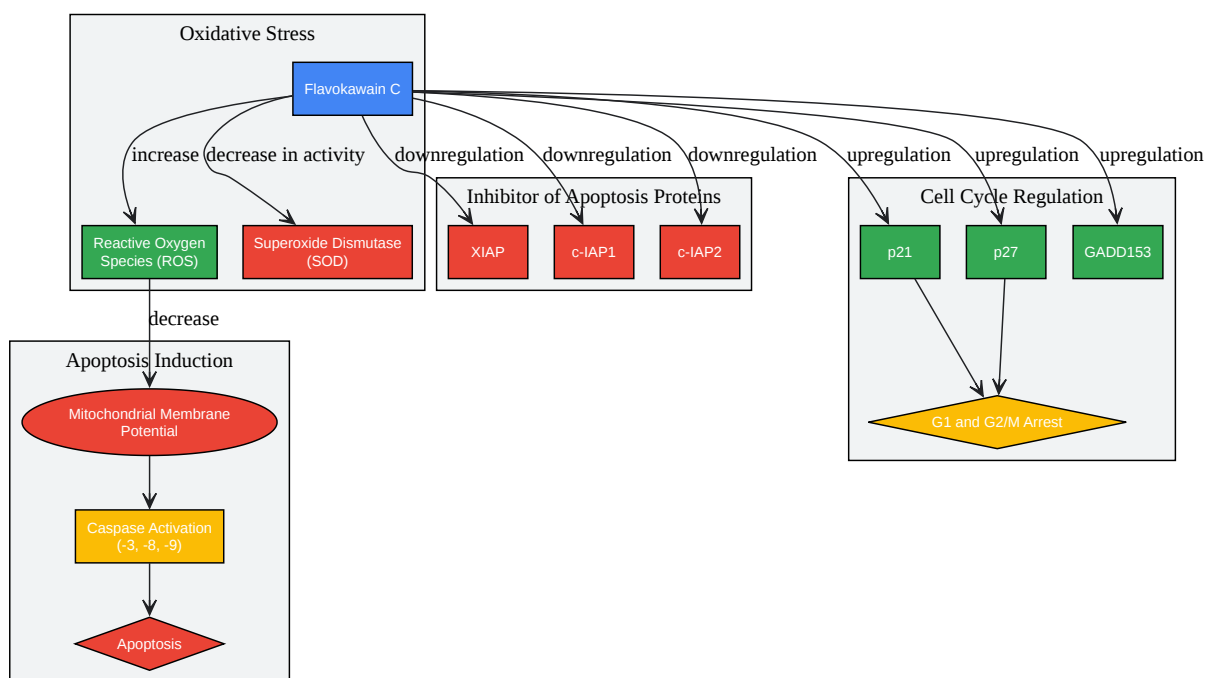 Oxidative Stress
Flavokawain C
increase
decrease in activity
downregulation
downregulation
downregulation
upregulation
upregulation
upregulation
Inhibitor of Apoptosis Proteins
Cell Cycle Regulation
Reactive Oxygen
Species (ROS)
Superoxide Dismutase
(SOD)
XIAP
c-IAP1
c-IAP2
p21
p27
GADD153
decrease
Apoptosis Induction
Mitochondrial Membrane
Potential
G1 and G2/M Arrest
Caspase Activation
(-3, -8, -9)
Apoptosis